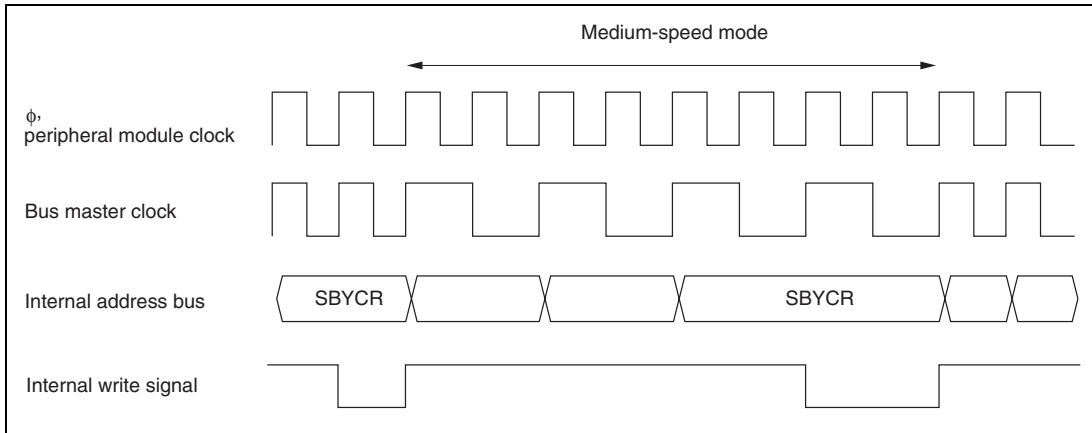 Medium-speed mode
ϕ,
peripheral module clock
Bus master clock
Internal address bus
SBYCR
SBYCR
Internal write signal